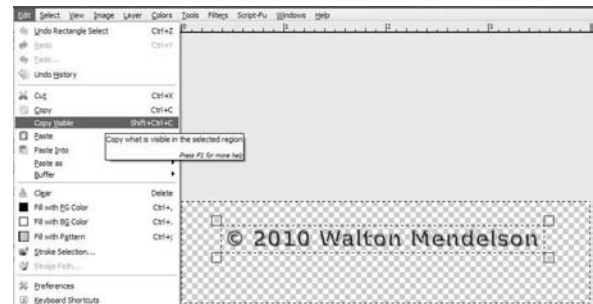 Edit Select View Image Layer Colors Tools Filters Script-Fu Windows Help
Undo Rectangle Select Ctrl+Z
Redo Ctrl+Y
Fade...
Undo History
Cut Ctrl+X
Copy Ctrl+C
Copy Visible Shift+Ctrl+C
Paste
Copy what is visible in the selected region
Press F1 for more help
Paste Into
Paste as
Buffer
Clear Delete
Fill with FG Color Ctrl+,
Fill with BG Color Ctrl+.
Fill with Pattern Ctrl+;
Stroke Selection...
Stroke Path...
Preferences
Keyboard Shortcuts
© 2010 Walton Mendelson